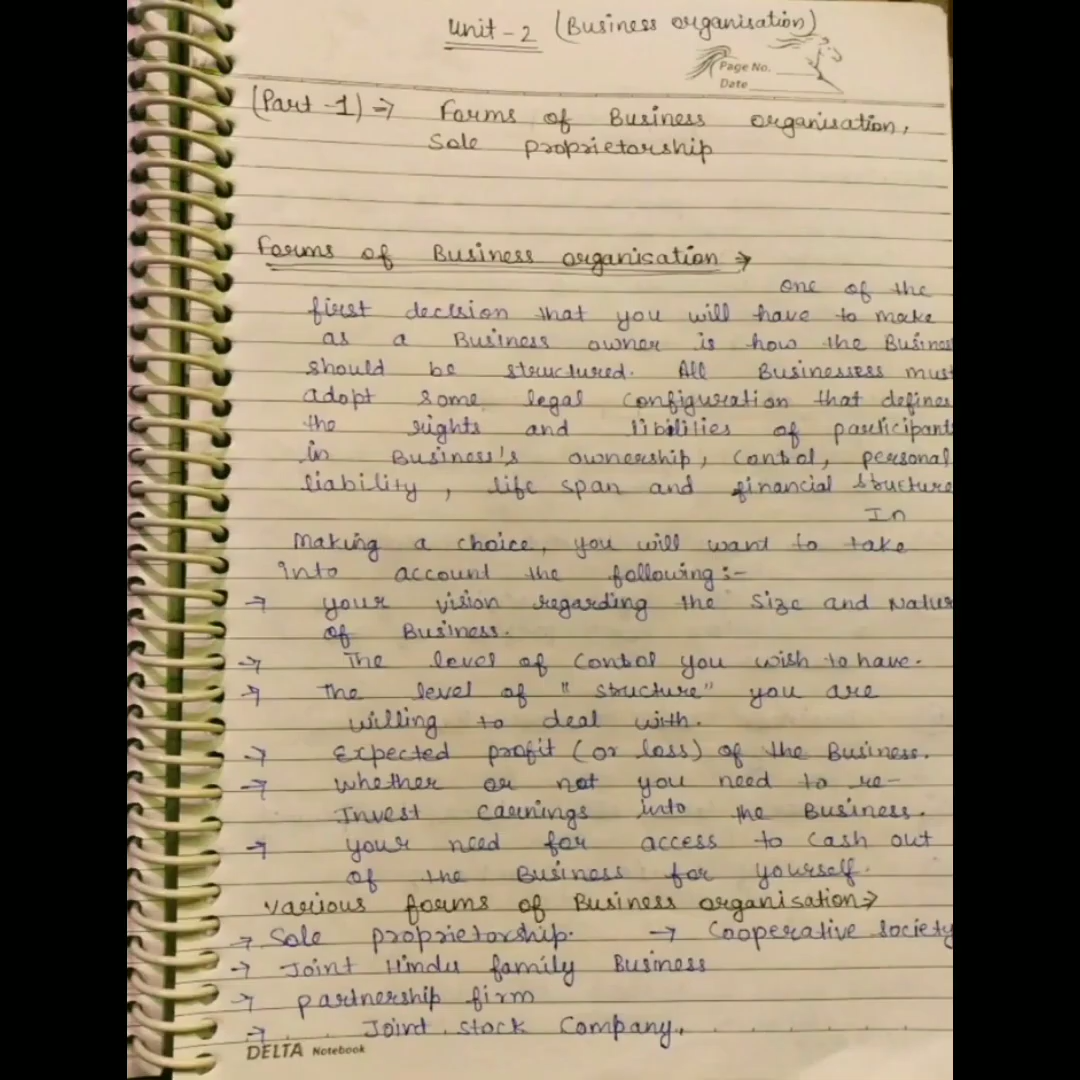 Unit - 2 (Business organisation)
Page No.
Date
(Part -1) ⇒ Forms of Business organisation,
Sole proprietorship
Forms of Business organisation →
one of the
first decision that you will have to make
as a Business owner is how the Busines
should be structured. All Businessess must
adopt some legal configuration that defines
the rights and libilities of participant
in Business's ownership, Control, personal
liability, life span and financial structure
In
making a choice, you will want to take
into account the following :-
→ your vision regarding the size and Natur
of Business.
→ The level of Control you wish to have.
→ The level of "structure" you are
willing to deal with.
→ Expected profit (or loss) of the Business.
→ whether or not you need to re-
Invest earnings into the Business.
→ your need for access to cash out
of the Business for yourself.
various forms of Business organisation →
→ Sole proprietorship. → Cooperative society
→ Joint Hindu family Business
→ partnership firm
→ Joint stock Company.
DELTA Notebook